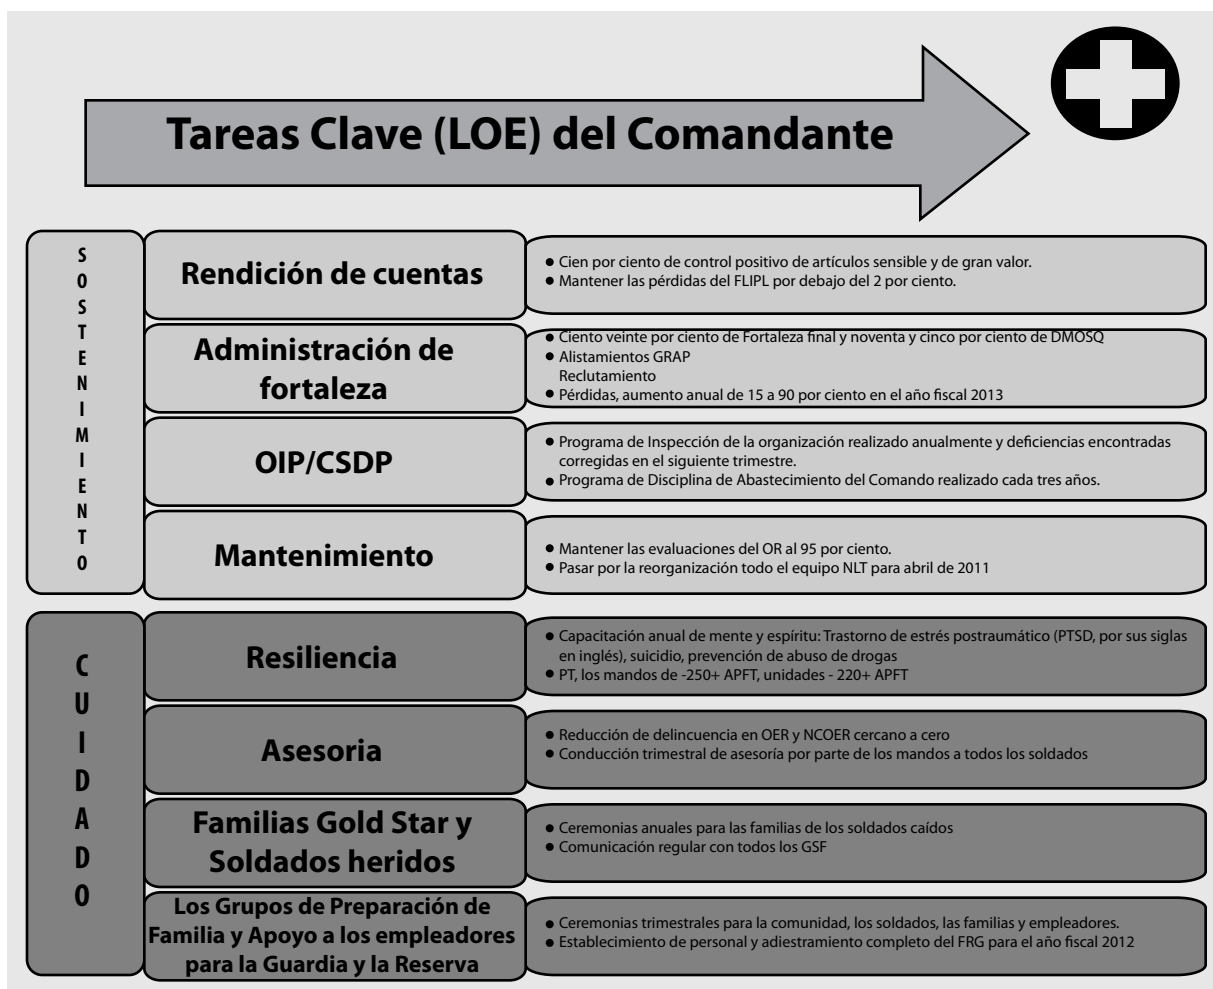 Tareas Clave (LOE) del Comandante
SOSTENIMIENTO
Rendición de cuentas
● Cien por ciento de control positivo de artículos sensible y de gran valor.
● Mantener las pérdidas del FLIPL por debajo del 2 por ciento.
Administración de
fortaleza
● Ciento veinte por ciento de Fortaleza final y noventa y cinco por ciento de DMOSQ
● Alistamientos GRAP
Reclutamiento
● Pérdidas, aumento anual de 15 a 90 por ciento en el año fiscal 2013
OIP/CSDP
● Programa de Inspección de la organización realizado anualmente y deficiencias encontradas
corregidas en el siguiente trimestre.
● Programa de Disciplina de Abastecimiento del Comando realizado cada tres años.
Mantenimiento
● Mantener las evaluaciones del OR al 95 por ciento.
● Pasar por la reorganización todo el equipo NLT para abril de 2011
CUIDADO
Resiliencia
● Capacitación anual de mente y espíritu: Trastorno de estrés postraumático (PTSD, por sus siglas
en inglés), suicidio, prevención de abuso de drogas
● PT, los mandos de -250+ APFT, unidades - 220+ APFT
Asesoria
● Reducción de delincuencia en OER y NCOER cercano a cero
● Conducción trimestral de asesoría por parte de los mandos a todos los soldados
Familias Gold Star y
Soldados heridos
● Ceremonias anuales para las familias de los soldados caídos
● Comunicación regular con todos los GSF
Los Grupos de Preparación de
Familia y Apoyo a los empleadores
para la Guardia y la Reserva
● Ceremonias trimestrales para la comunidad, los soldados, las familias y empleadores.
● Establecimiento de personal y adiestramiento completo del FRG para el año fiscal 2012